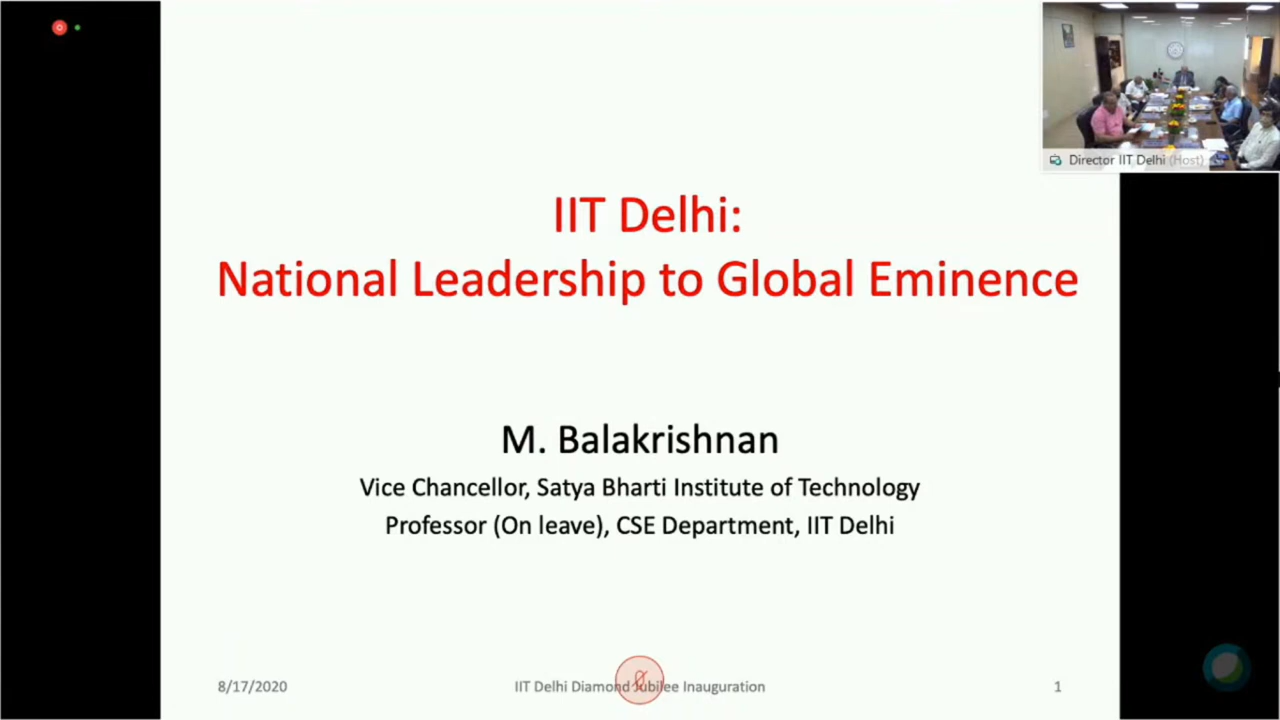 Director IIT Delhi (Host)
IIT Delhi:
National Leadership to Global Eminence
M. Balakrishnan
Vice Chancellor, Satya Bharti Institute of Technology
Professor (On leave), CSE Department, IIT Delhi
8/17/2020
IIT Delhi Diamond Jubilee Inauguration
1